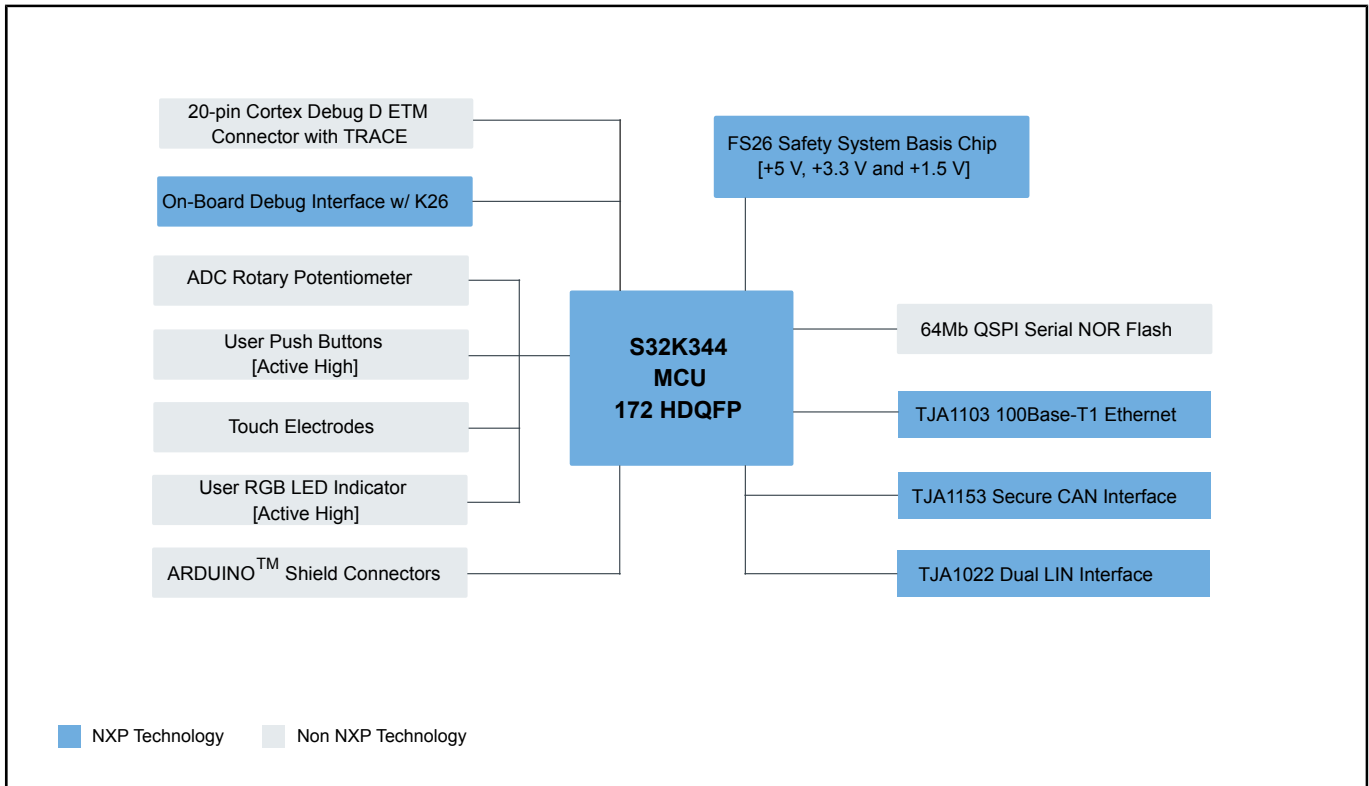 20-pin Cortex Debug D ETM
Connector with TRACE
On-Board Debug Interface w/ K26
ADC Rotary Potentiometer
User Push Buttons
[Active High]
Touch Electrodes
User RGB LED Indicator
[Active High]
ARDUINO™ Shield Connectors
S32K344
MCU
172 HDQFP
FS26 Safety System Basis Chip
[+5 V, +3.3 V and +1.5 V]
64Mb QSPI Serial NOR Flash
TJA1103 100Base-T1 Ethernet
TJA1153 Secure CAN Interface
TJA1022 Dual LIN Interface
NXP Technology
Non NXP Technology